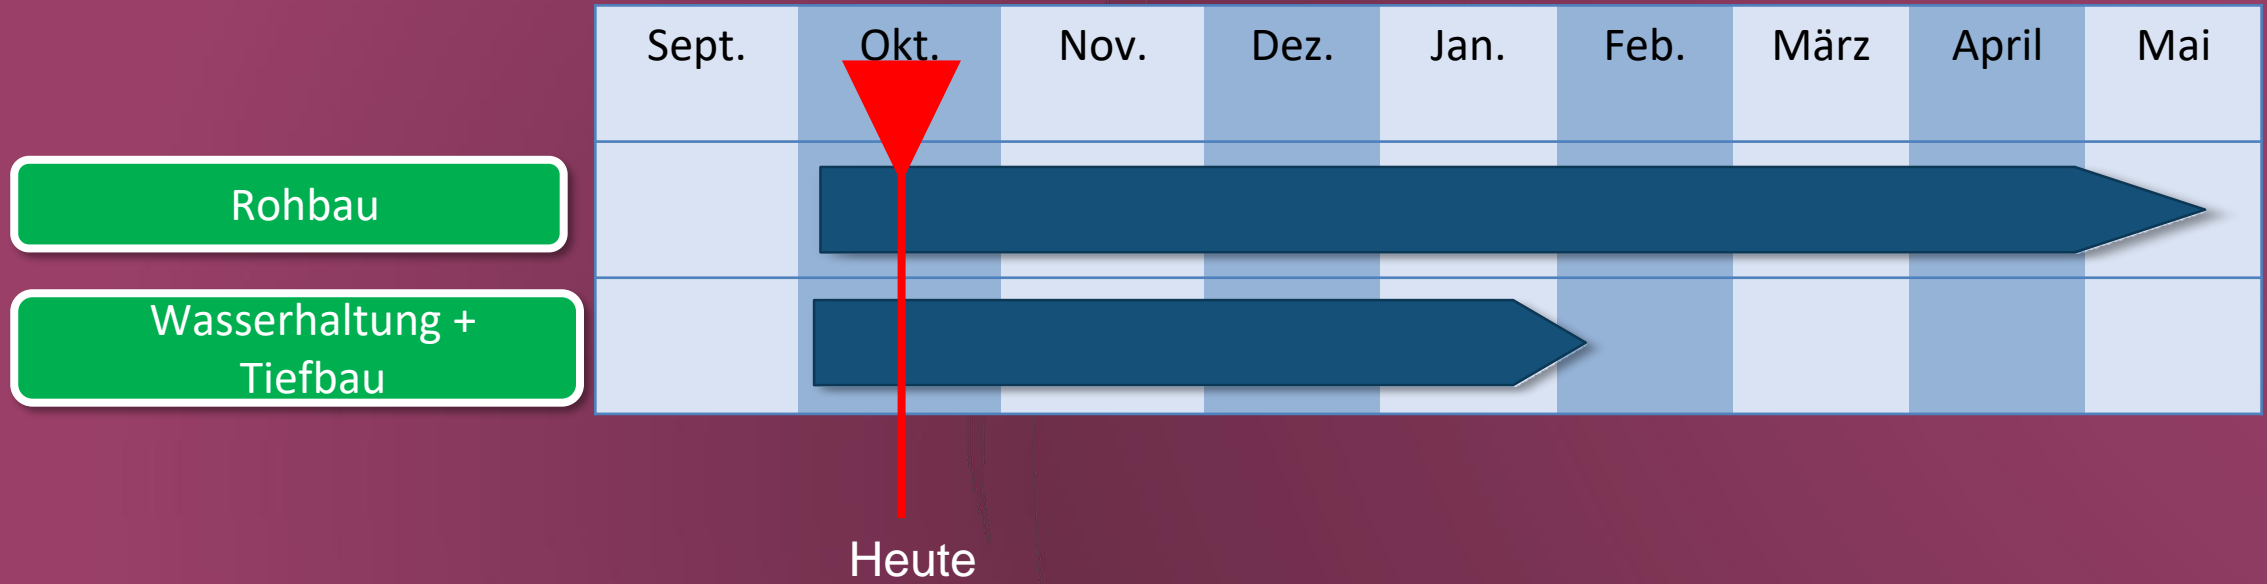 Sept. Okt. Nov. Dez. Jan. Feb. März April Mai
Rohbau
Wasserhaltung +
Tiefbau
Heute